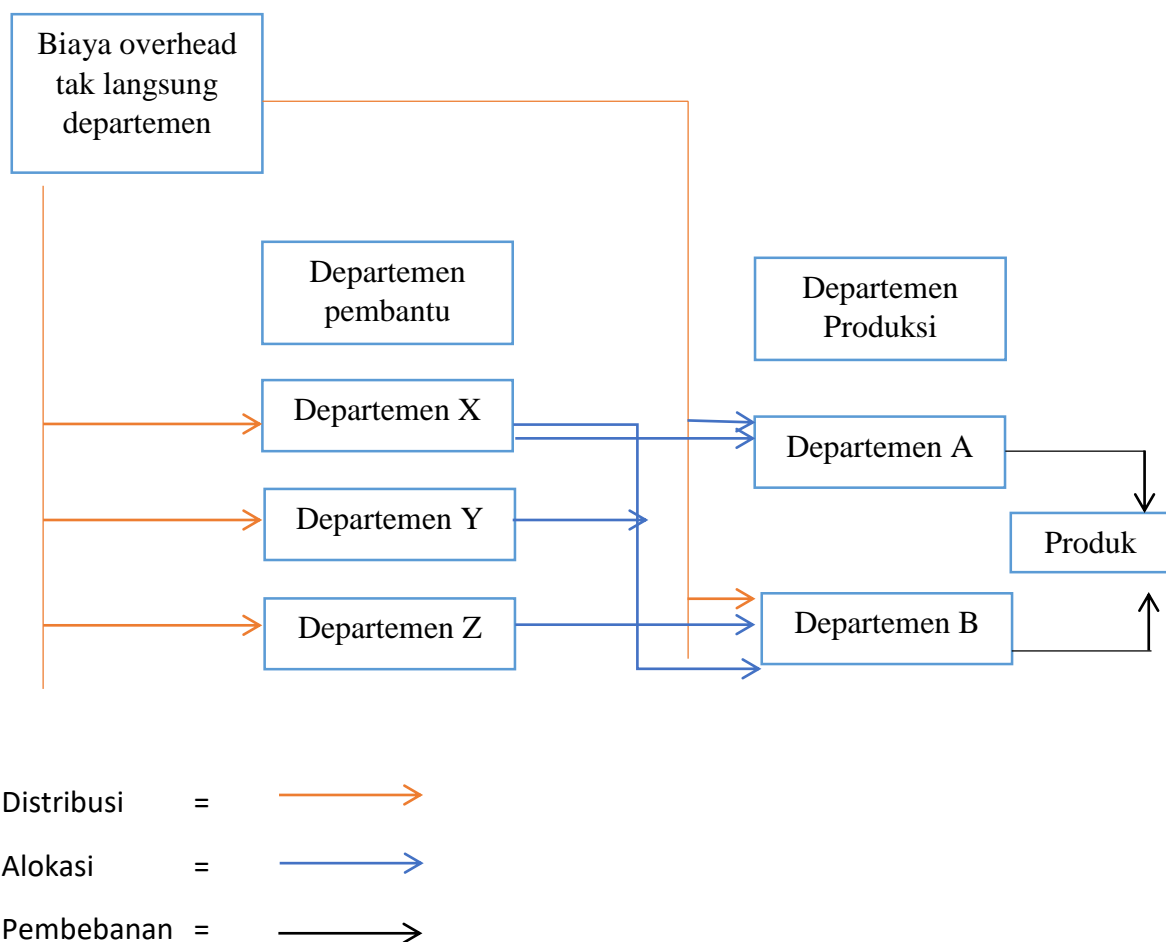 Biaya overhead
tak langsung
departemen
Departemen
pembantu
Departemen
Produksi
Departemen X
Departemen A
Departemen Y
Produk
Departemen Z
Departemen B
Distribusi =
Alokasi =
Pembebanan =